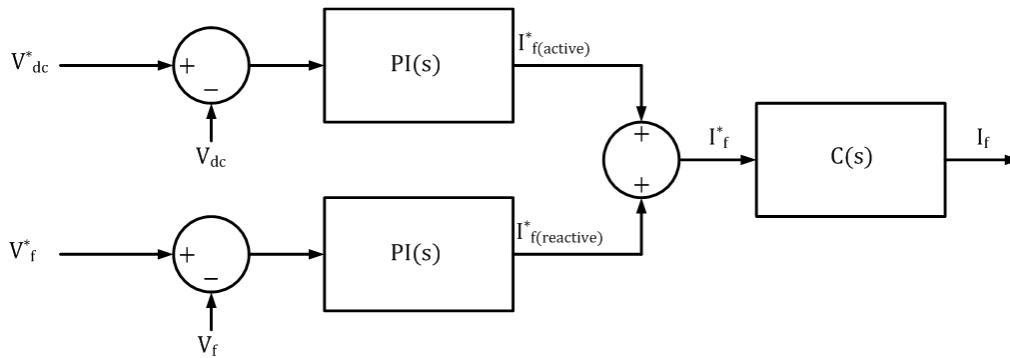 V*dc
+
−
Vdc
PI(s)
I*f(active)
V*f
+
−
Vf
PI(s)
I*f(reactive)
+
+
I*f
C(s)
If